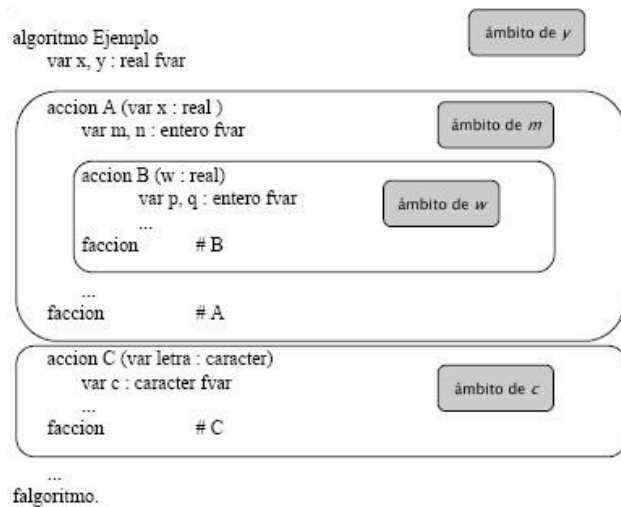 algoritmo Ejemplo
var x, y : real fvar
ámbito de y
accion A (var x : real )
var m, n : entero fvar
ámbito de m
accion B (w : real)
var p, q : entero fvar
ámbito de w
...
faccion # B
...
faccion # A
accion C (var letra : caracter)
var c : caracter fvar
ámbito de c
...
faccion # C
...
falgoritmo.